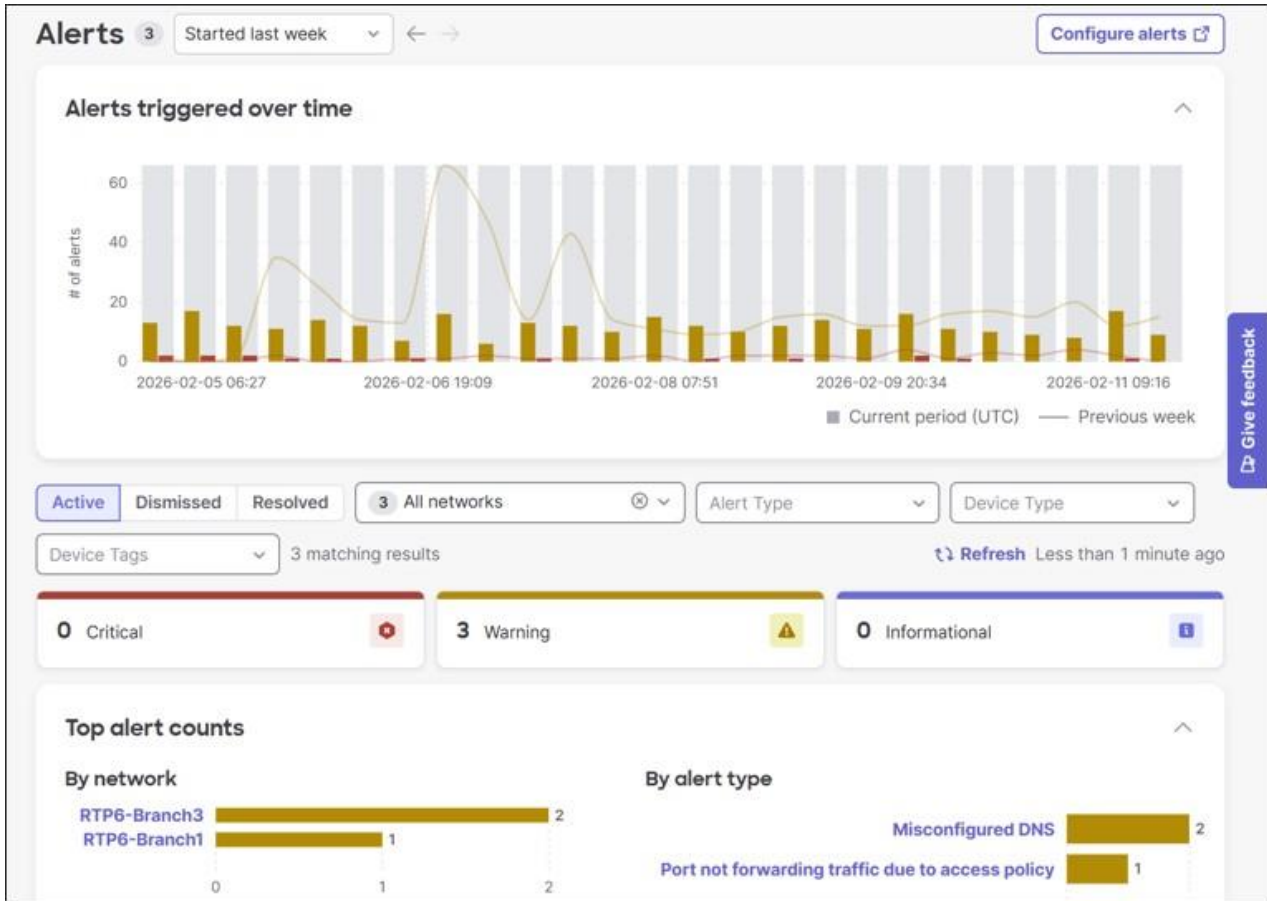 Alerts 3 Started last week Configure alerts
Alerts triggered over time
# of alerts
60
40
20
0
2026-02-05 06:27 2026-02-06 19:09 2026-02-08 07:51 2026-02-09 20:34 2026-02-11 09:16
Current period (UTC) Previous week
Give feedback
Active Dismissed Resolved 3 All networks Alert Type Device Type
Device Tags 3 matching results Refresh Less than 1 minute ago
0 Critical 3 Warning 0 Informational
Top alert counts
By network
RTP6-Branch3 2
RTP6-Branch1 1
0 1 2
By alert type
Misconfigured DNS 2
Port not forwarding traffic due to access policy 1